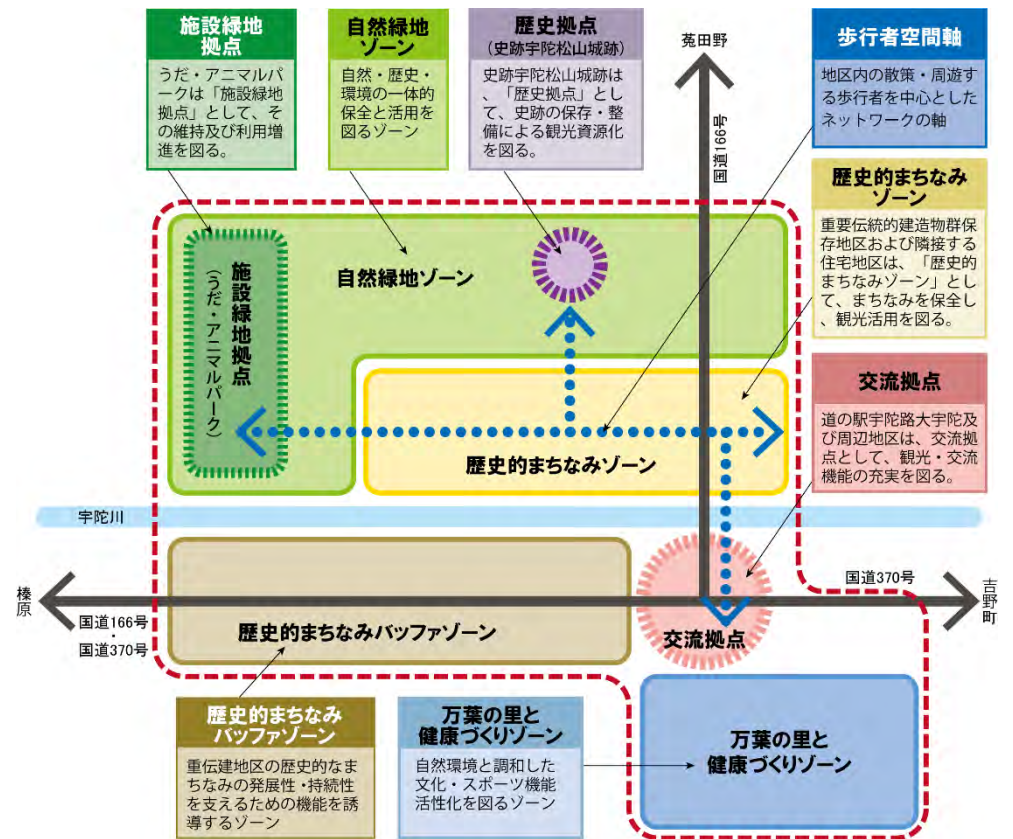 施設緑地
拠点
うだ・アニマルパ
ークは「施設緑地
拠点」として、そ
の維持及び利用増
進を図る。
自然緑地
ゾーン
自然・歴史・
環境の一体的
保全と活用を
図るゾーン
歴史拠点
(史跡宇陀松山城跡)
史跡宇陀松山城跡は
、「歴史拠点」とし
て、史跡の保存・整
備による観光資源化
を図る。
菟田野
国道166号
歩行者空間軸
地区内の散策・周遊す
る歩行者を中心とした
ネットワークの軸
歴史的まちなみ
ゾーン
重要伝統的建造物群保
存地区および隣接する
住宅地区は、「歴史的
まちなみゾーン」とし
て、まちなみを保全し
、観光活用を図る。
交流拠点
道の駅宇陀路大宇陀及
び周辺地区は、交流拠
点として、観光・交流
機能の充実を図る。
施設緑地拠点
(うだ・アニマルパーク)
自然緑地ゾーン
歴史的まちなみゾーン
宇陀川
榛原
国道166号
・
国道370号
歴史的まちなみバッファゾーン
交流拠点
国道370号
吉野町
歴史的まちなみ
バッファゾーン
重伝建地区の歴史的なま
ちなみの発展性・持続性
を支えるための機能を誘
導するゾーン
万葉の里と
健康づくりゾーン
自然環境と調和した
文化・スポーツ機能
活性化を図るゾーン
万葉の里と
健康づくりゾーン